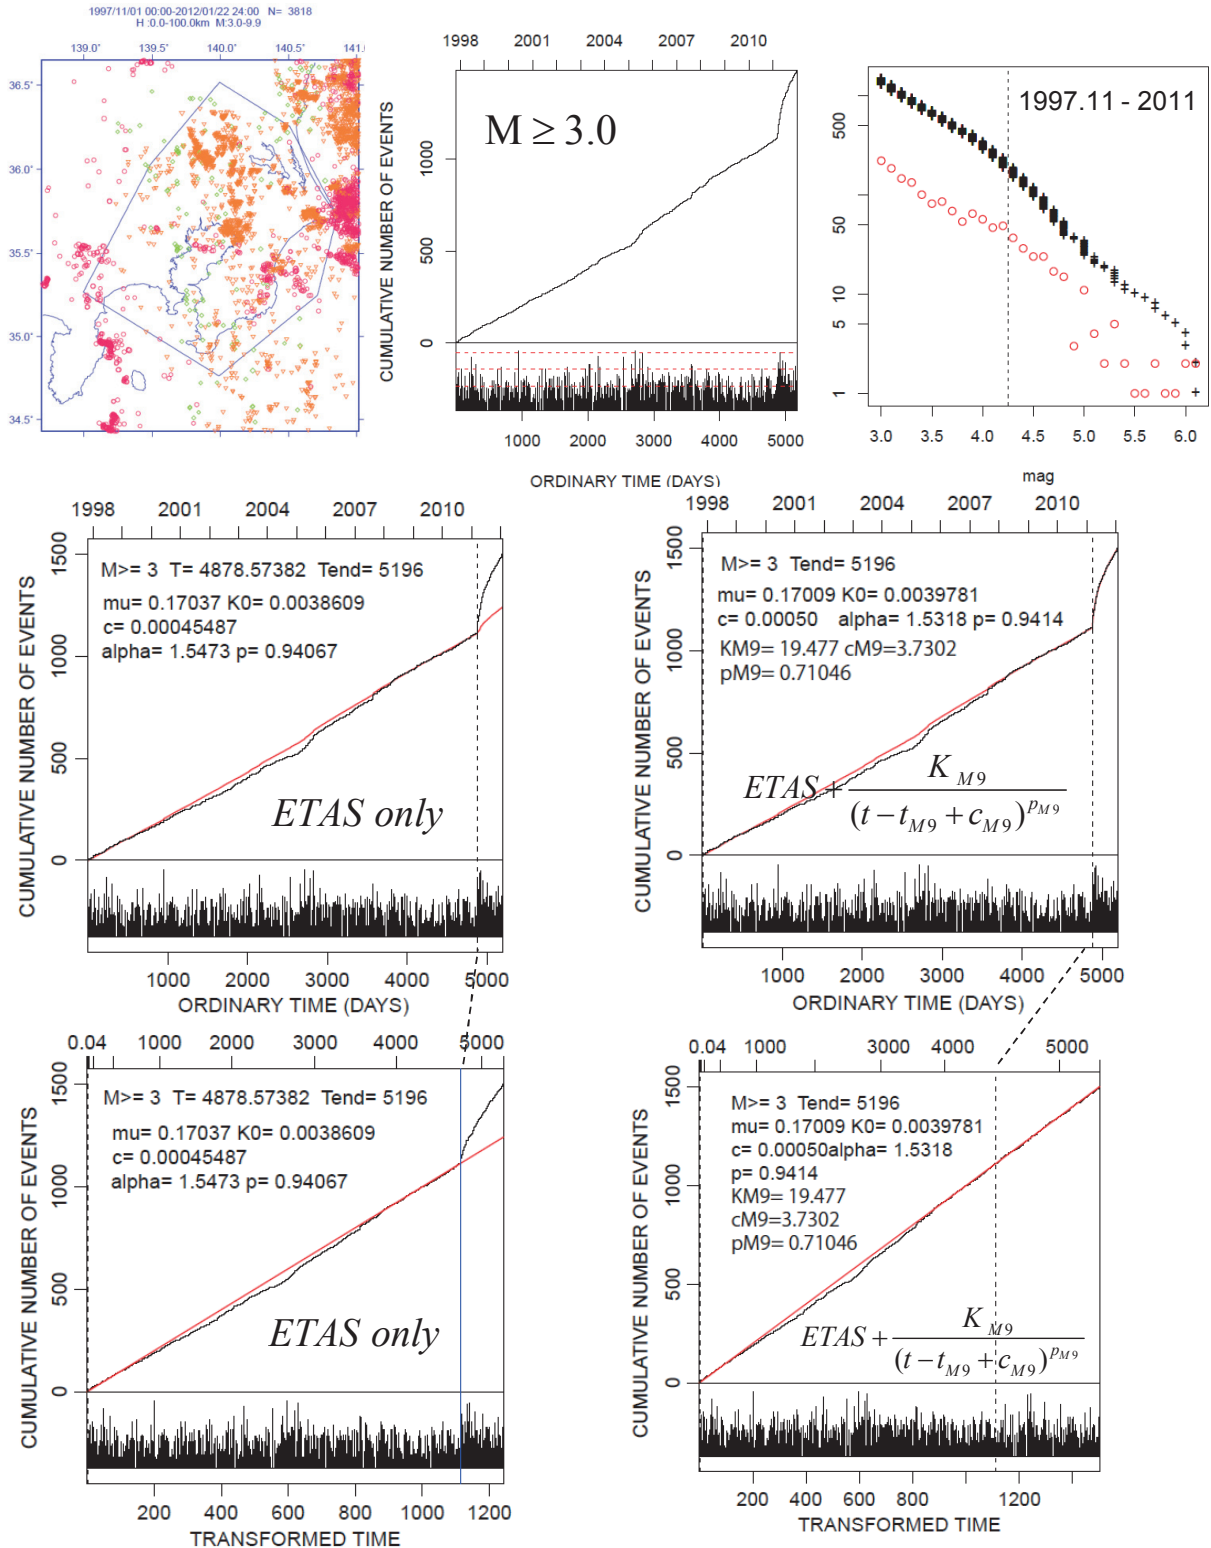 1997/11/01 00:00-2012/01/22 24:00 N= 3818
H :0.0-100.0km M:3.0-9.9
139.0° 139.5° 140.0° 140.5° 141.
36.5°
36.0°
35.5°
35.0°
34.5°
1998 2001 2004 2007 2010
CUMULATIVE NUMBER OF EVENTS
1000
500
0
M ≥ 3.0
1000 2000 3000 4000 5000
ORDINARY TIME (DAYS)
1997.11 - 2011
500
50
10
5
1
3.0 3.5 4.0 4.5 5.0 5.5 6.0
mag
1998 2001 2004 2007 2010
CUMULATIVE NUMBER OF EVENTS
1500
1000
500
0
M>= 3 T= 4878.57382 Tend= 5196
mu= 0.17037 K0= 0.0038609
c= 0.00045487
alpha= 1.5473 p= 0.94067
ETAS only
1000 2000 3000 4000 5000
ORDINARY TIME (DAYS)
1998 2001 2004 2007 2010
CUMULATIVE NUMBER OF EVENTS
1500
1000
500
0
M>= 3 Tend= 5196
mu= 0.17009 K0= 0.0039781
c= 0.00050 alpha= 1.5318 p= 0.9414
KM9= 19.477 cM9=3.7302
pM9= 0.71046
ETAS + K M9
(t − t M9 + c M9) p M9
1000 2000 3000 4000 5000
ORDINARY TIME (DAYS)
0.04 1000 2000 3000 4000 5000
CUMULATIVE NUMBER OF EVENTS
1500
1000
500
0
M>= 3 T= 4878.57382 Tend= 5196
mu= 0.17037 K0= 0.0038609
c= 0.00045487
alpha= 1.5473 p= 0.94067
ETAS only
200 400 600 800 1000 1200
TRANSFORMED TIME
0.04 1000 3000 4000 5000
CUMULATIVE NUMBER OF EVENTS
1500
1000
500
0
M>= 3 Tend= 5196
mu= 0.17009 K0= 0.0039781
c= 0.00050alpha= 1.5318
p= 0.9414
KM9= 19.477
cM9=3.7302
pM9= 0.71046
ETAS + K M9
(t − t M9 + c M9) p M9
200 400 600 800 1200
TRANSFORMED TIME